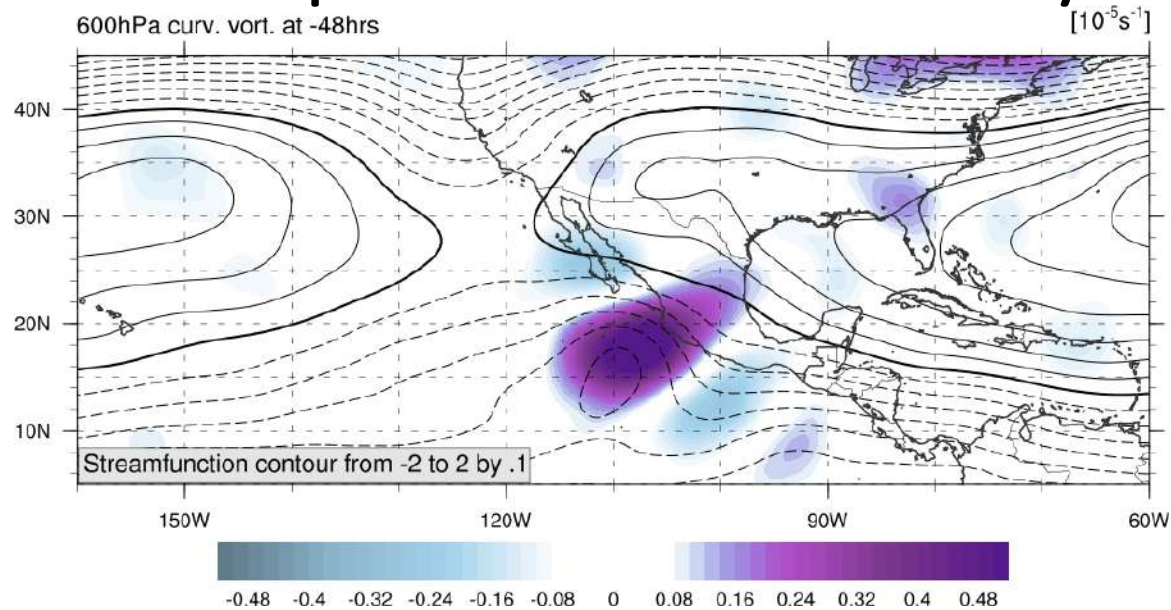 600hPa curv. vort. at -48hrs
[10⁻⁵s⁻¹]
40N
30N
20N
10N
Streamfunction contour from -2 to 2 by .1
150W 120W 90W 60W
-0.48 -0.4 -0.32 -0.24 -0.16 -0.08 0 0.08 0.16 0.24 0.32 0.4 0.48